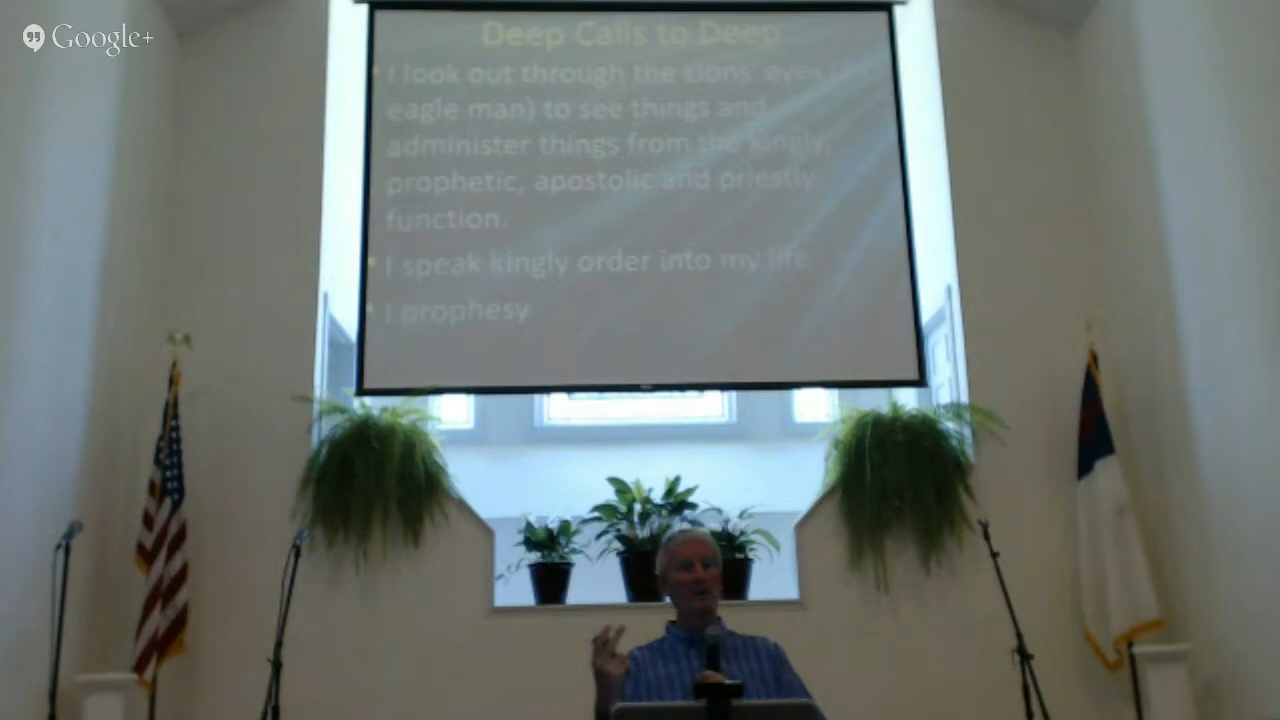 Google+
Deep Calls to Deep
I look out through the Lions' eyes
eagle man) to see things and
administer things from the kingly,
prophetic, apostolic and priestly
function.
I speak kingly order into my life
I prophesy